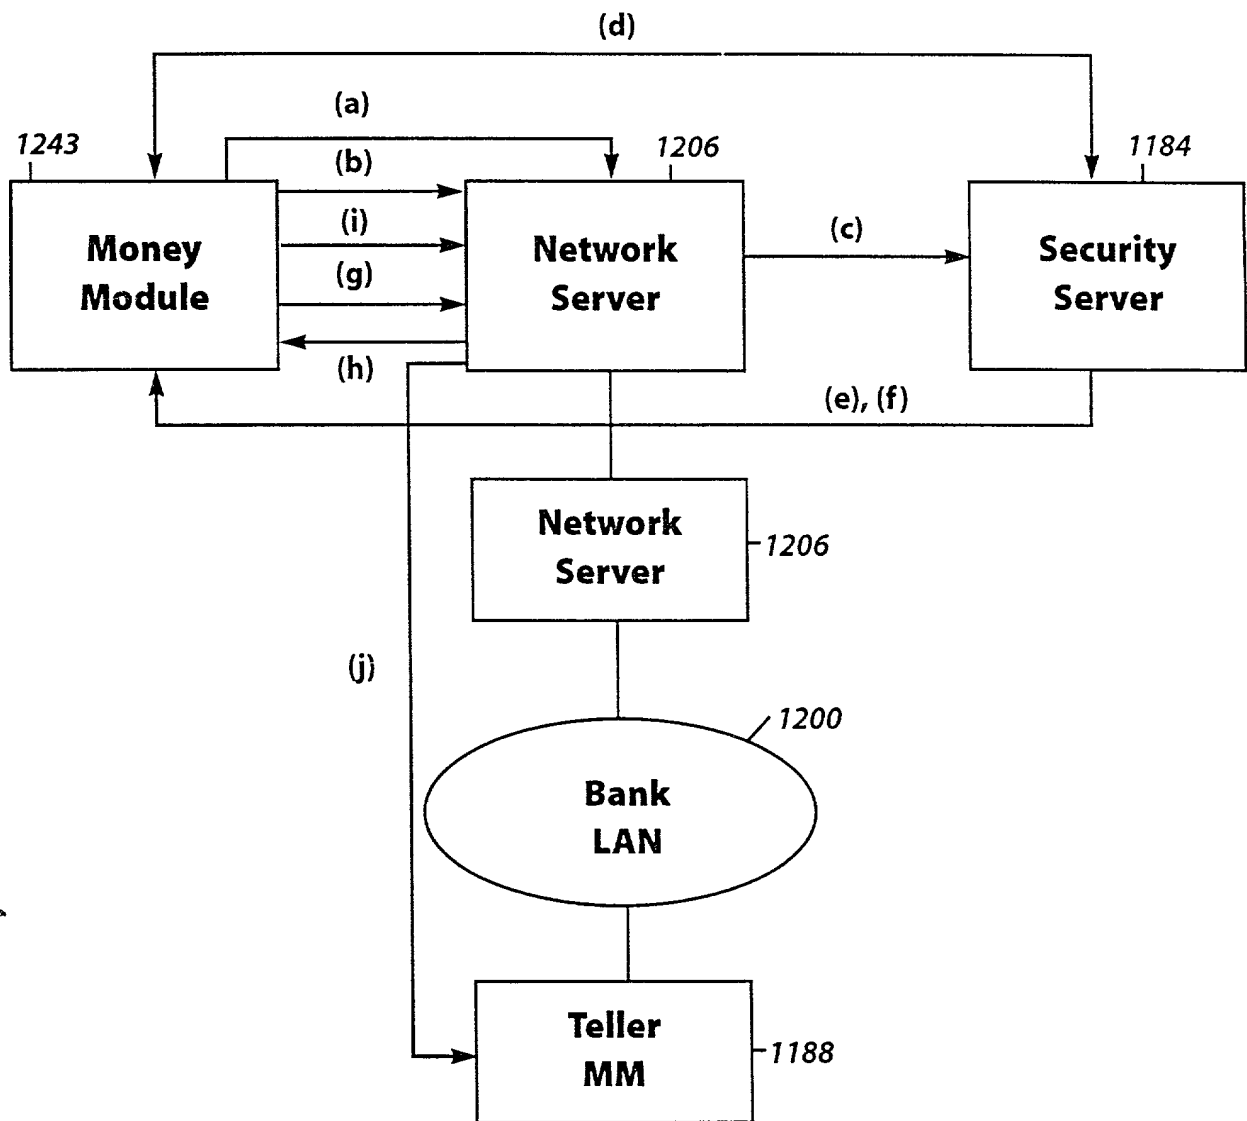 (d)
(a)
1243
1206
1184
(b)
(i)
(g)
(h)
Money
Module
Network
Server
(c)
Security
Server
(e), (f)
Network
Server
1206
(j)
1200
Bank
LAN
Teller
MM
1188